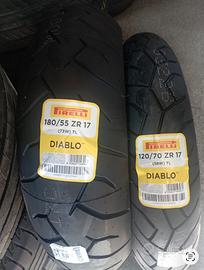 PIRELLI
180/55 ZR 17
(73W) TL
DIABLO
PIRELLI
120/70 ZR 17
(58W) TL
DIABLO